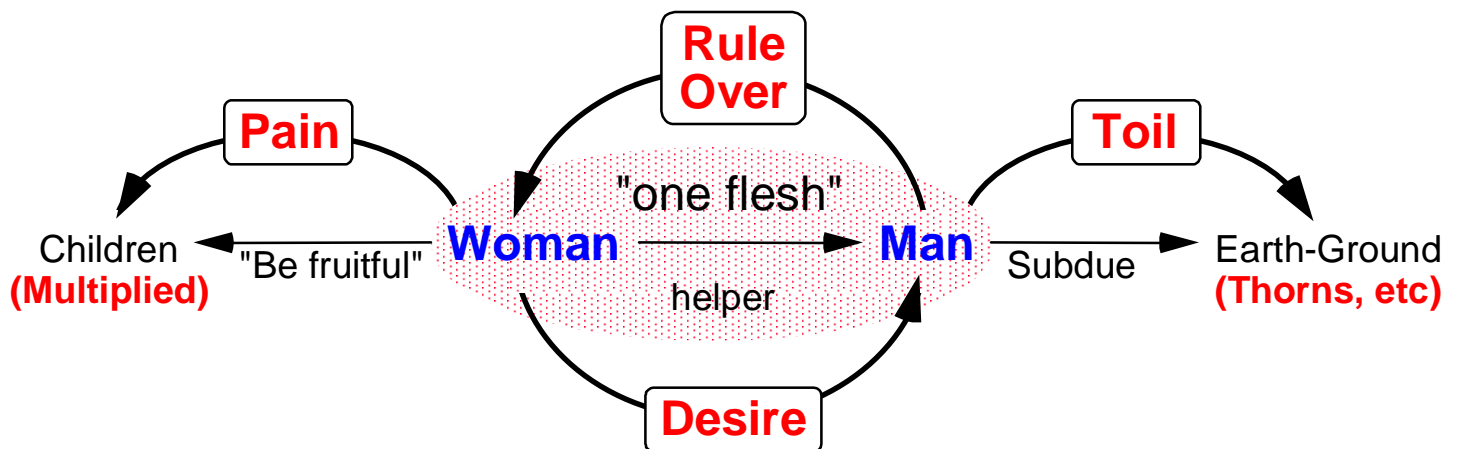 Rule
Over
Pain
Toil
"one flesh"
Children
(Multiplied)
"Be fruitful"
Woman
Man
Subdue
Earth-Ground
(Thorns, etc)
helper
Desire